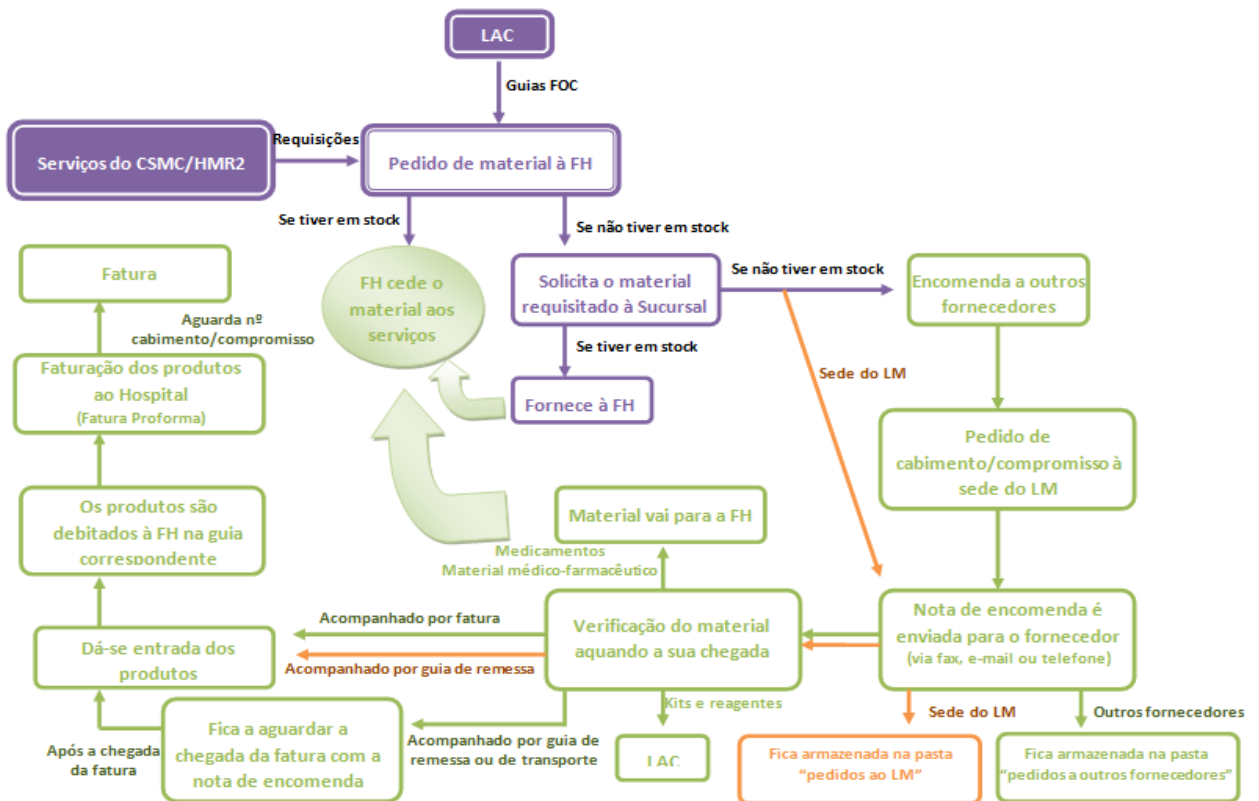 LAC
Guias FOC
Requisições
Serviços do CSMC/HMR2
Pedido de material à FH
Se tiver em stock
Se não tiver em stock
Fatura
FH cede o
material aos
serviços
Solicita o material
requisitado à Sucursal
Se não tiver em stock
Encomenda a outros
fornecedores
Aguarda nº
cabimento/compromisso
Se tiver em stock
Sede do LM
Faturação dos produtos
ao Hospital
(Fatura Proforma)
Fornece à FH
Pedido de
cabimento/compromisso à
sede do LM
Os produtos são
debitados à FH na guia
correspondente
Material vai para a FH
Medicamentos
Material médico-farmacêutico
Acompanhado por fatura
Verificação do material
aquando a sua chegada
Nota de encomenda é
enviada para o fornecedor
(via fax, e-mail ou telefone)
Dá-se entrada dos
produtos
Acompanhado por guia de remessa
Kits e reagentes
Sede do LM
Outros fornecedores
Após a chegada
da fatura
Fica a aguardar a
chegada da fatura com a
nota de encomenda
Acompanhado por guia de
remessa ou de transporte
LAC
Fica armazenada na pasta
“pedidos ao LM”
Fica armazenada na pasta
“pedidos a outros fornecedores”